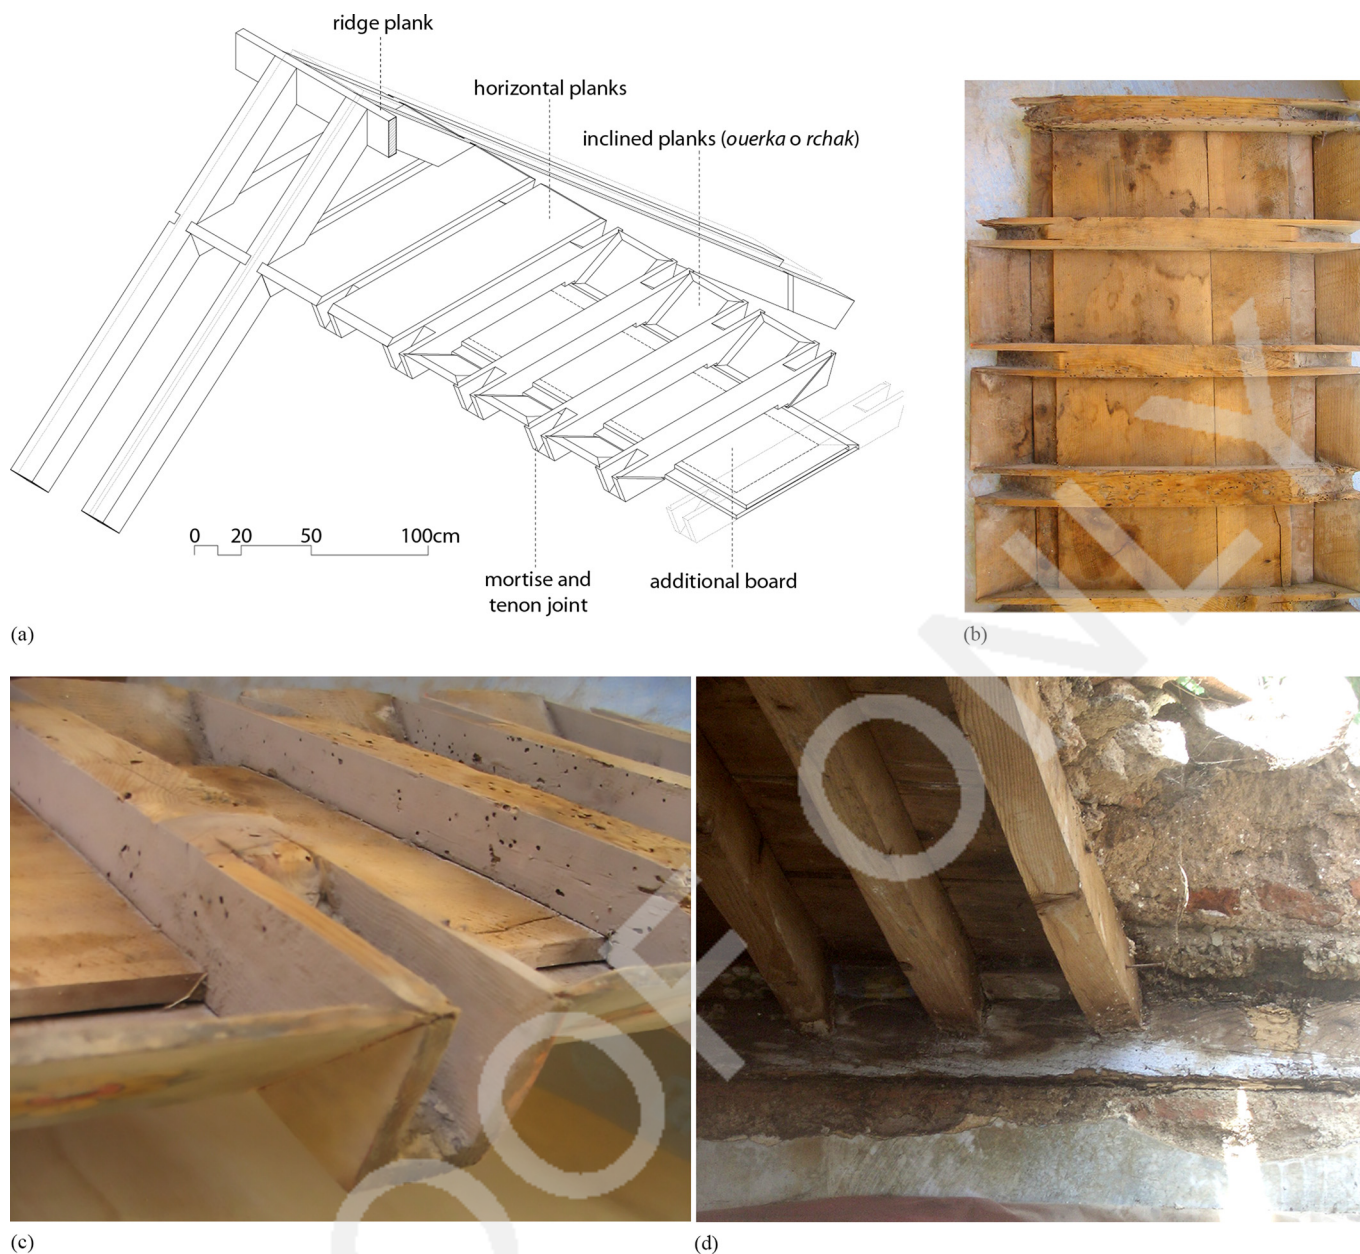 ridge plank
horizontal planks
inclined planks (ouerka o rchak)
0 20 50 100cm
mortise and
tenon joint
additional board
(a)
(b)
(c)
(d)